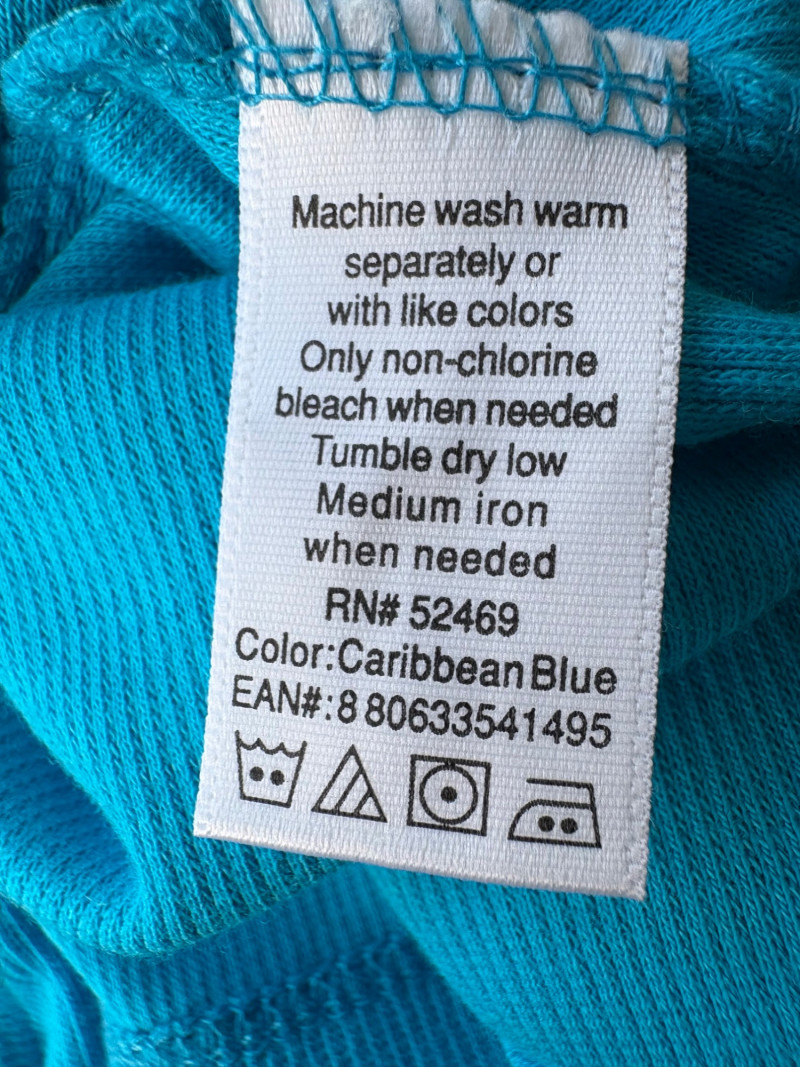 Machine wash warm
separately or
with like colors
Only non-chlorine
bleach when needed
Tumble dry low
Medium iron
when needed
RN# 52469
Color:Caribbean Blue
EAN#:8 80633541495